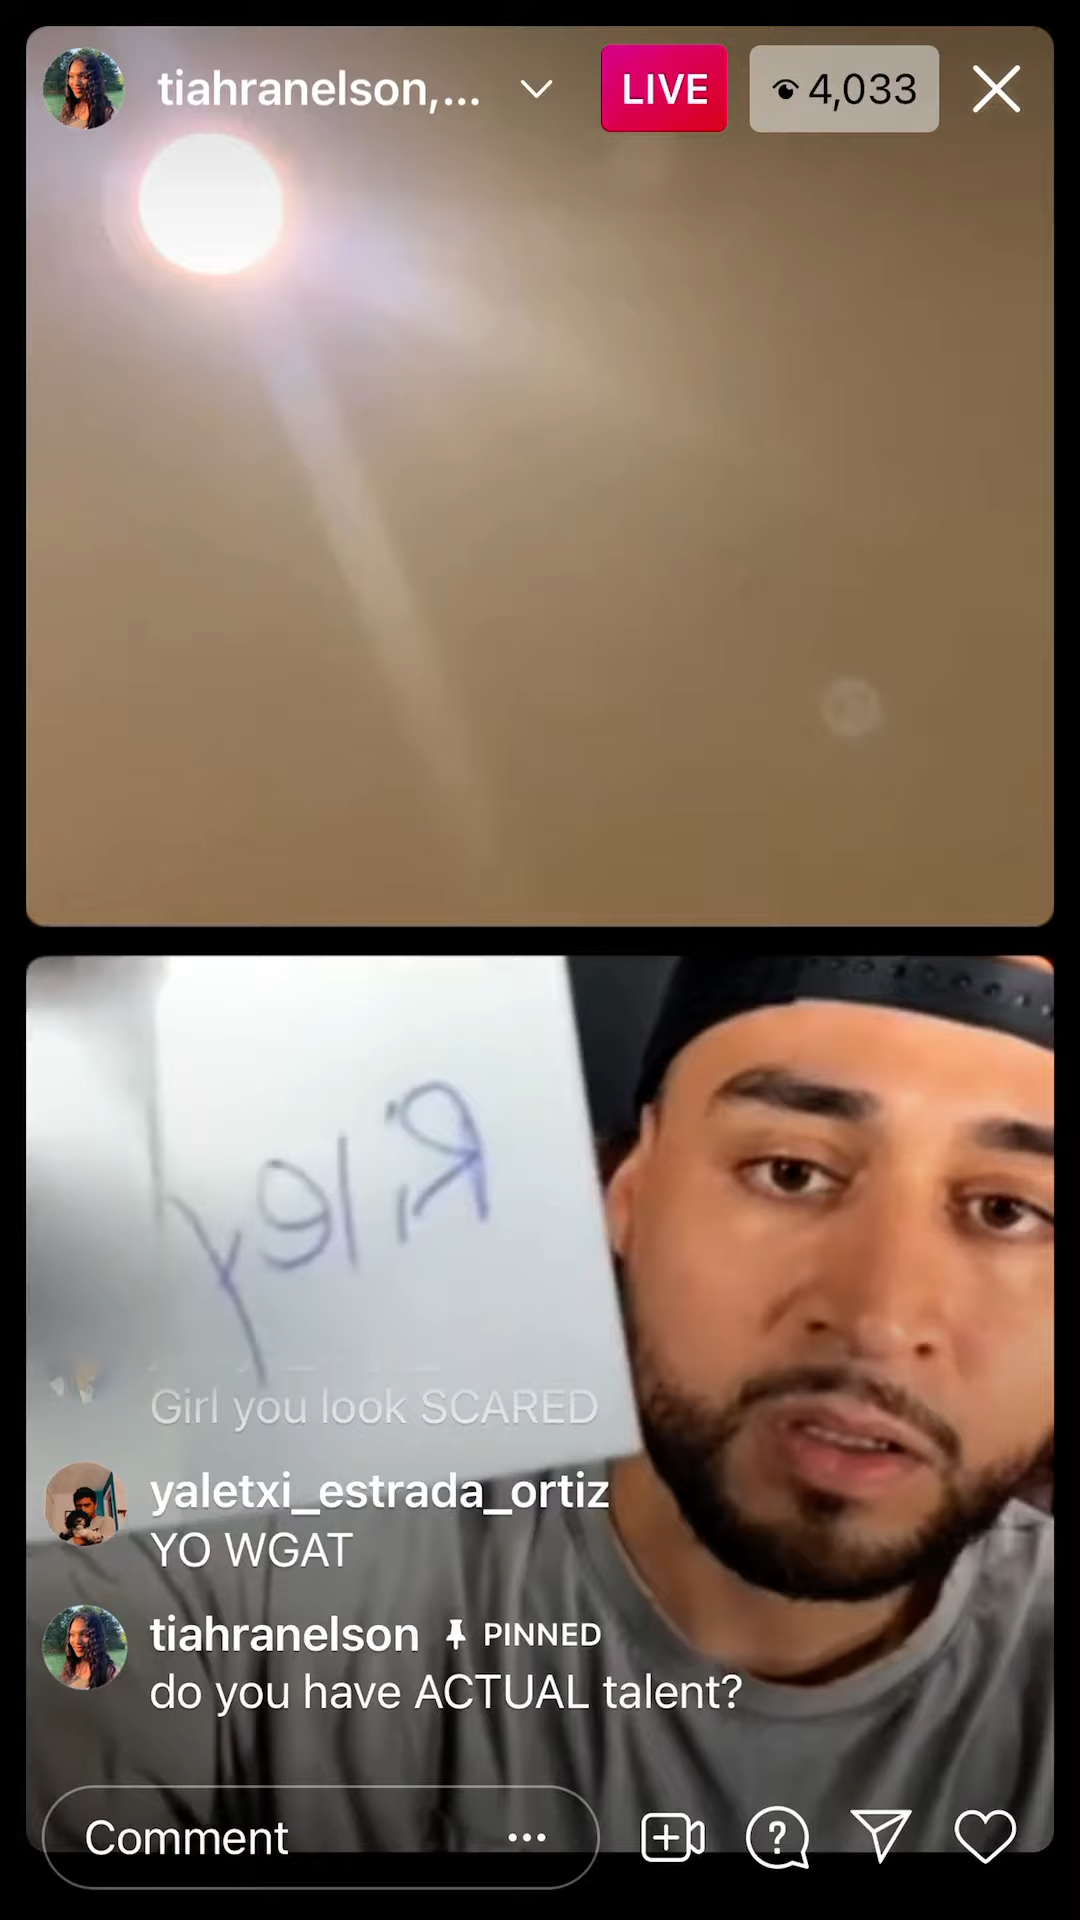 tiahranelson,...
LIVE
4,033
Riley
Girl you look SCARED
yaletxi_estrada_ortiz
YO WGAT
tiahranelson PINNED
do you have ACTUAL talent?
Comment